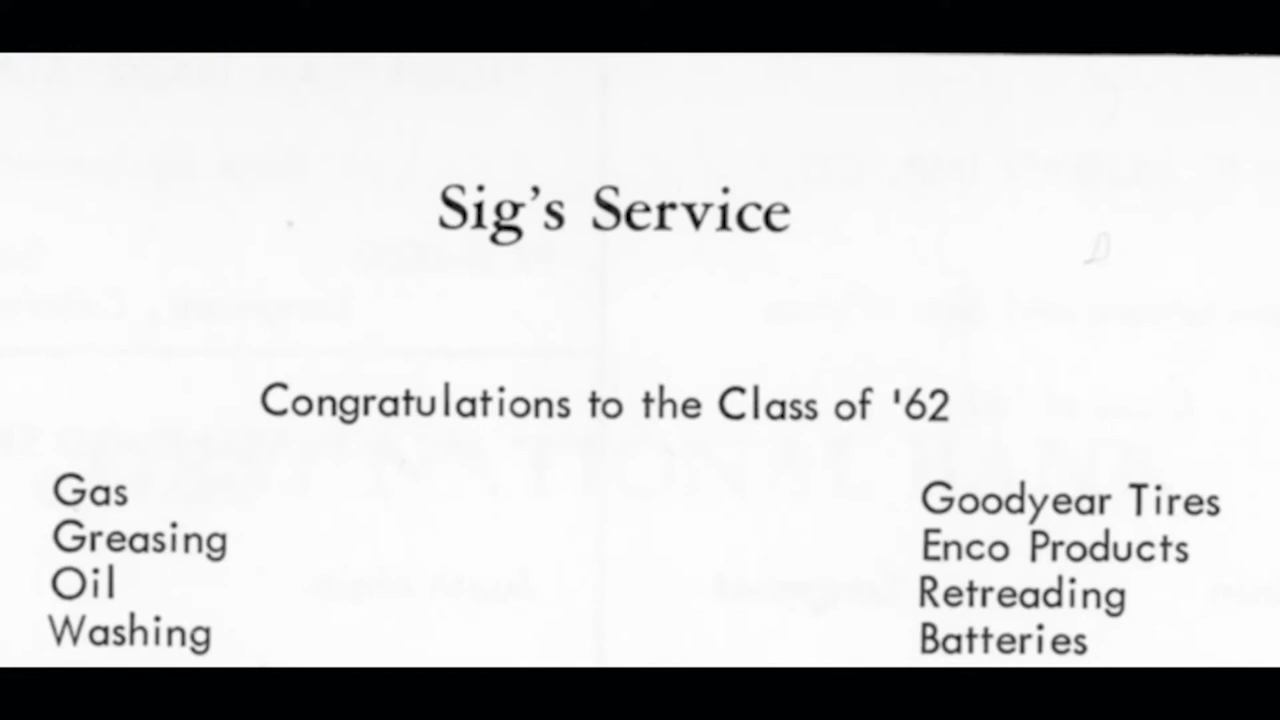 Sig's Service
Congratulations to the Class of '62
Gas
Greasing
Oil
Washing
Goodyear Tires
Enco Products
Retreading
Batteries